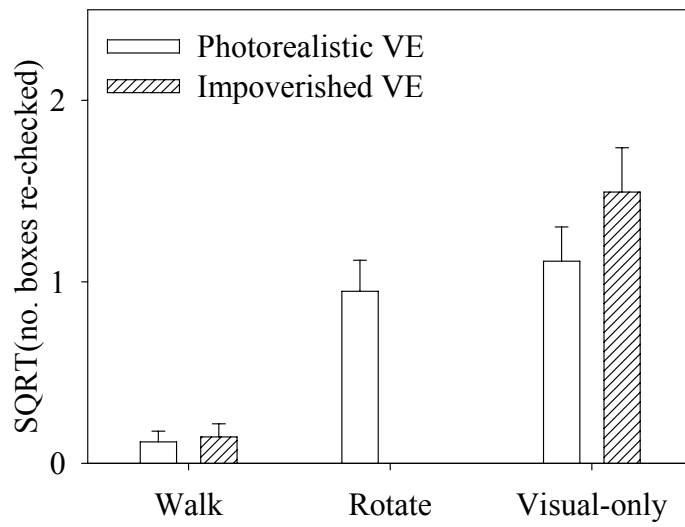 Photorealistic VE
Impoverished VE
SQRT(no. boxes re-checked)
2
1
0
Walk
Rotate
Visual-only